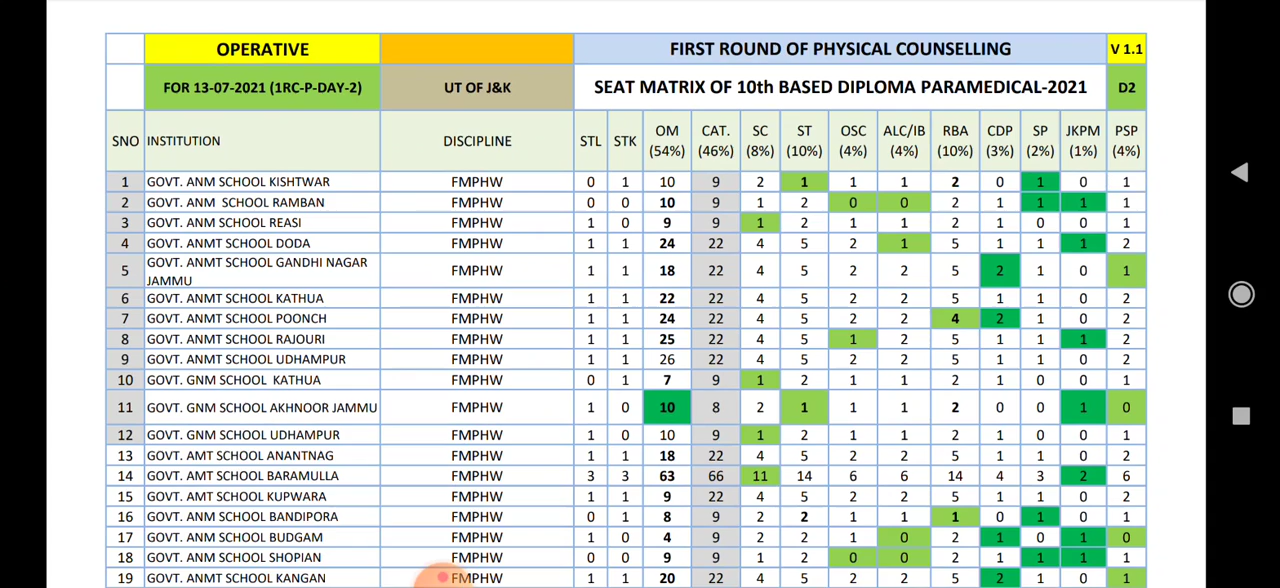 OPERATIVE FIRST ROUND OF PHYSICAL COUNSELLING V 1.1
FOR 13-07-2021 (1RC-P-DAY-2) UT OF J&K SEAT MATRIX OF 10th BASED DIPLOMA PARAMEDICAL-2021 D2
SNO INSTITUTION DISCIPLINE STL STK OM (54%) CAT. (46%) SC (8%) ST (10%) OSC (4%) ALC/IB (4%) RBA (10%) CDP (3%) SP (2%) JKPM (1%) PSP (4%)
1 GOVT. ANM SCHOOL KISHTWAR FMPHW 0 1 10 9 2 1 1 1 2 0 1 0 1
2 GOVT. ANM SCHOOL RAMBAN FMPHW 0 0 10 9 1 2 0 0 2 1 1 1 1
3 GOVT. ANM SCHOOL REASI FMPHW 1 0 9 9 1 2 1 1 2 1 0 0 1
4 GOVT. ANMT SCHOOL DODA FMPHW 1 1 24 22 4 5 2 1 5 1 1 1 2
5 GOVT. ANMT SCHOOL GANDHI NAGAR JAMMU FMPHW 1 1 18 22 4 5 2 2 5 2 1 0 1
6 GOVT. ANMT SCHOOL KATHUA FMPHW 1 1 22 22 4 5 2 2 5 1 1 0 2
7 GOVT. ANMT SCHOOL POONCH FMPHW 1 1 24 22 4 5 2 2 4 2 1 0 2
8 GOVT. ANMT SCHOOL RAJOURI FMPHW 1 1 25 22 4 5 1 2 5 1 1 1 2
9 GOVT. ANMT SCHOOL UDHAMPUR FMPHW 1 1 26 22 4 5 2 2 5 1 1 0 2
10 GOVT. GNM SCHOOL KATHUA FMPHW 0 1 7 9 1 2 1 1 2 1 0 0 1
11 GOVT. GNM SCHOOL AKHNOOR JAMMU FMPHW 1 0 10 8 2 1 1 1 2 0 0 1 0
12 GOVT. GNM SCHOOL UDHAMPUR FMPHW 1 0 10 9 1 2 1 1 2 1 0 0 1
13 GOVT. AMT SCHOOL ANANTNAG FMPHW 1 1 18 22 4 5 2 2 5 1 1 0 2
14 GOVT. AMT SCHOOL BARAMULLA FMPHW 3 3 63 66 11 14 6 6 14 4 3 2 6
15 GOVT. AMT SCHOOL KUPWARA FMPHW 1 1 9 22 4 5 2 2 5 1 1 0 2
16 GOVT. ANM SCHOOL BANDIPORA FMPHW 0 1 8 9 2 2 1 1 1 0 1 0 1
17 GOVT. ANM SCHOOL BUDGAM FMPHW 1 0 4 9 2 2 1 0 2 1 0 1 0
18 GOVT. ANM SCHOOL SHOPIAN FMPHW 0 0 9 9 1 2 0 0 2 1 1 1 1
19 GOVT. ANMT SCHOOL KANGAN FMPHW 1 1 20 22 4 5 2 2 5 2 1 0 1